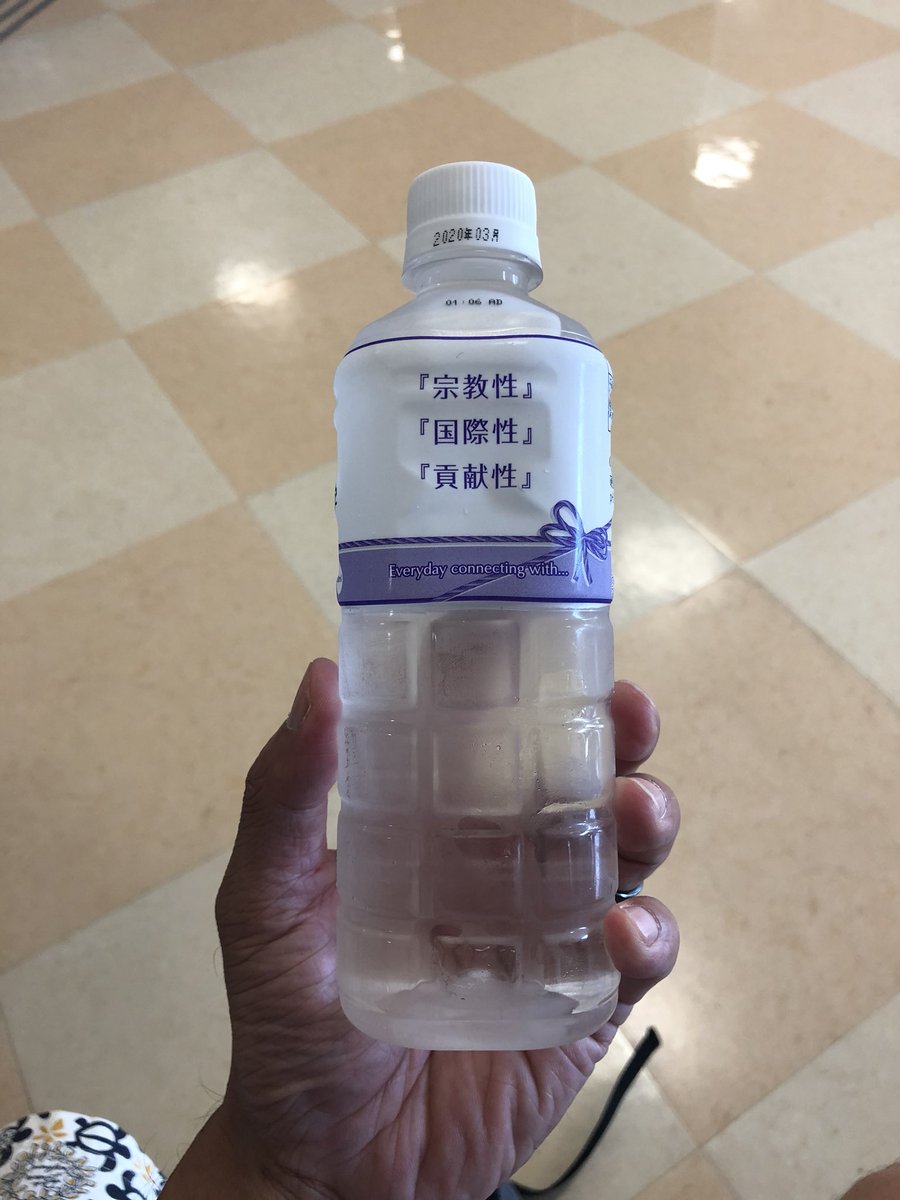 2020年03月
01:06 AD
『宗教性』
『国際性』
『貢献性』
Everyday connecting with...